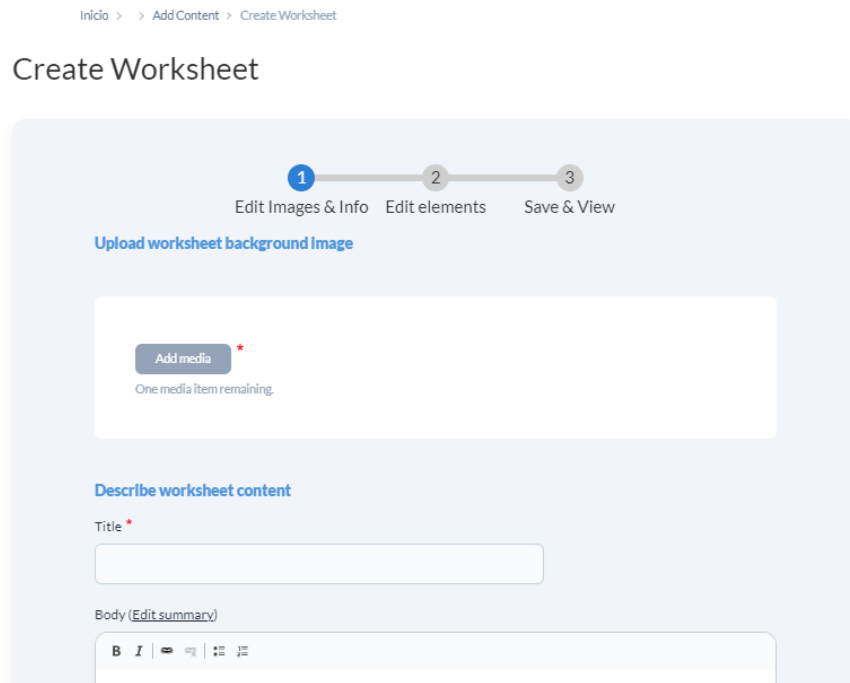 Inicio > > Add Content > Create Worksheet
Create Worksheet
1 2 3
Edit Images & Info Edit elements Save & View
Upload worksheet background image
Add media *
One media item remaining.
Describe worksheet content
Title *
Body (Edit summary)
B I